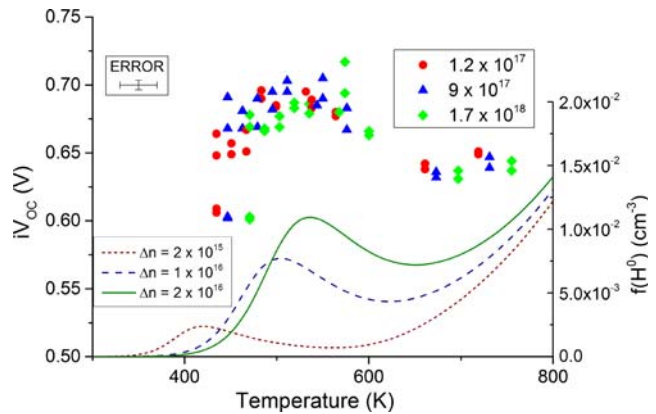 0.75
0.70
0.65
0.60
0.55
0.50
iV_OC (V)
ERROR
1.2 x 10^17
9 x 10^17
1.7 x 10^18
Δn = 2 x 10^15
Δn = 1 x 10^16
Δn = 2 x 10^16
2.0x10^-2
1.5x10^-2
1.0x10^-2
5.0x10^-3
0.0
f(H^0) (cm^-3)
400
600
800
Temperature (K)